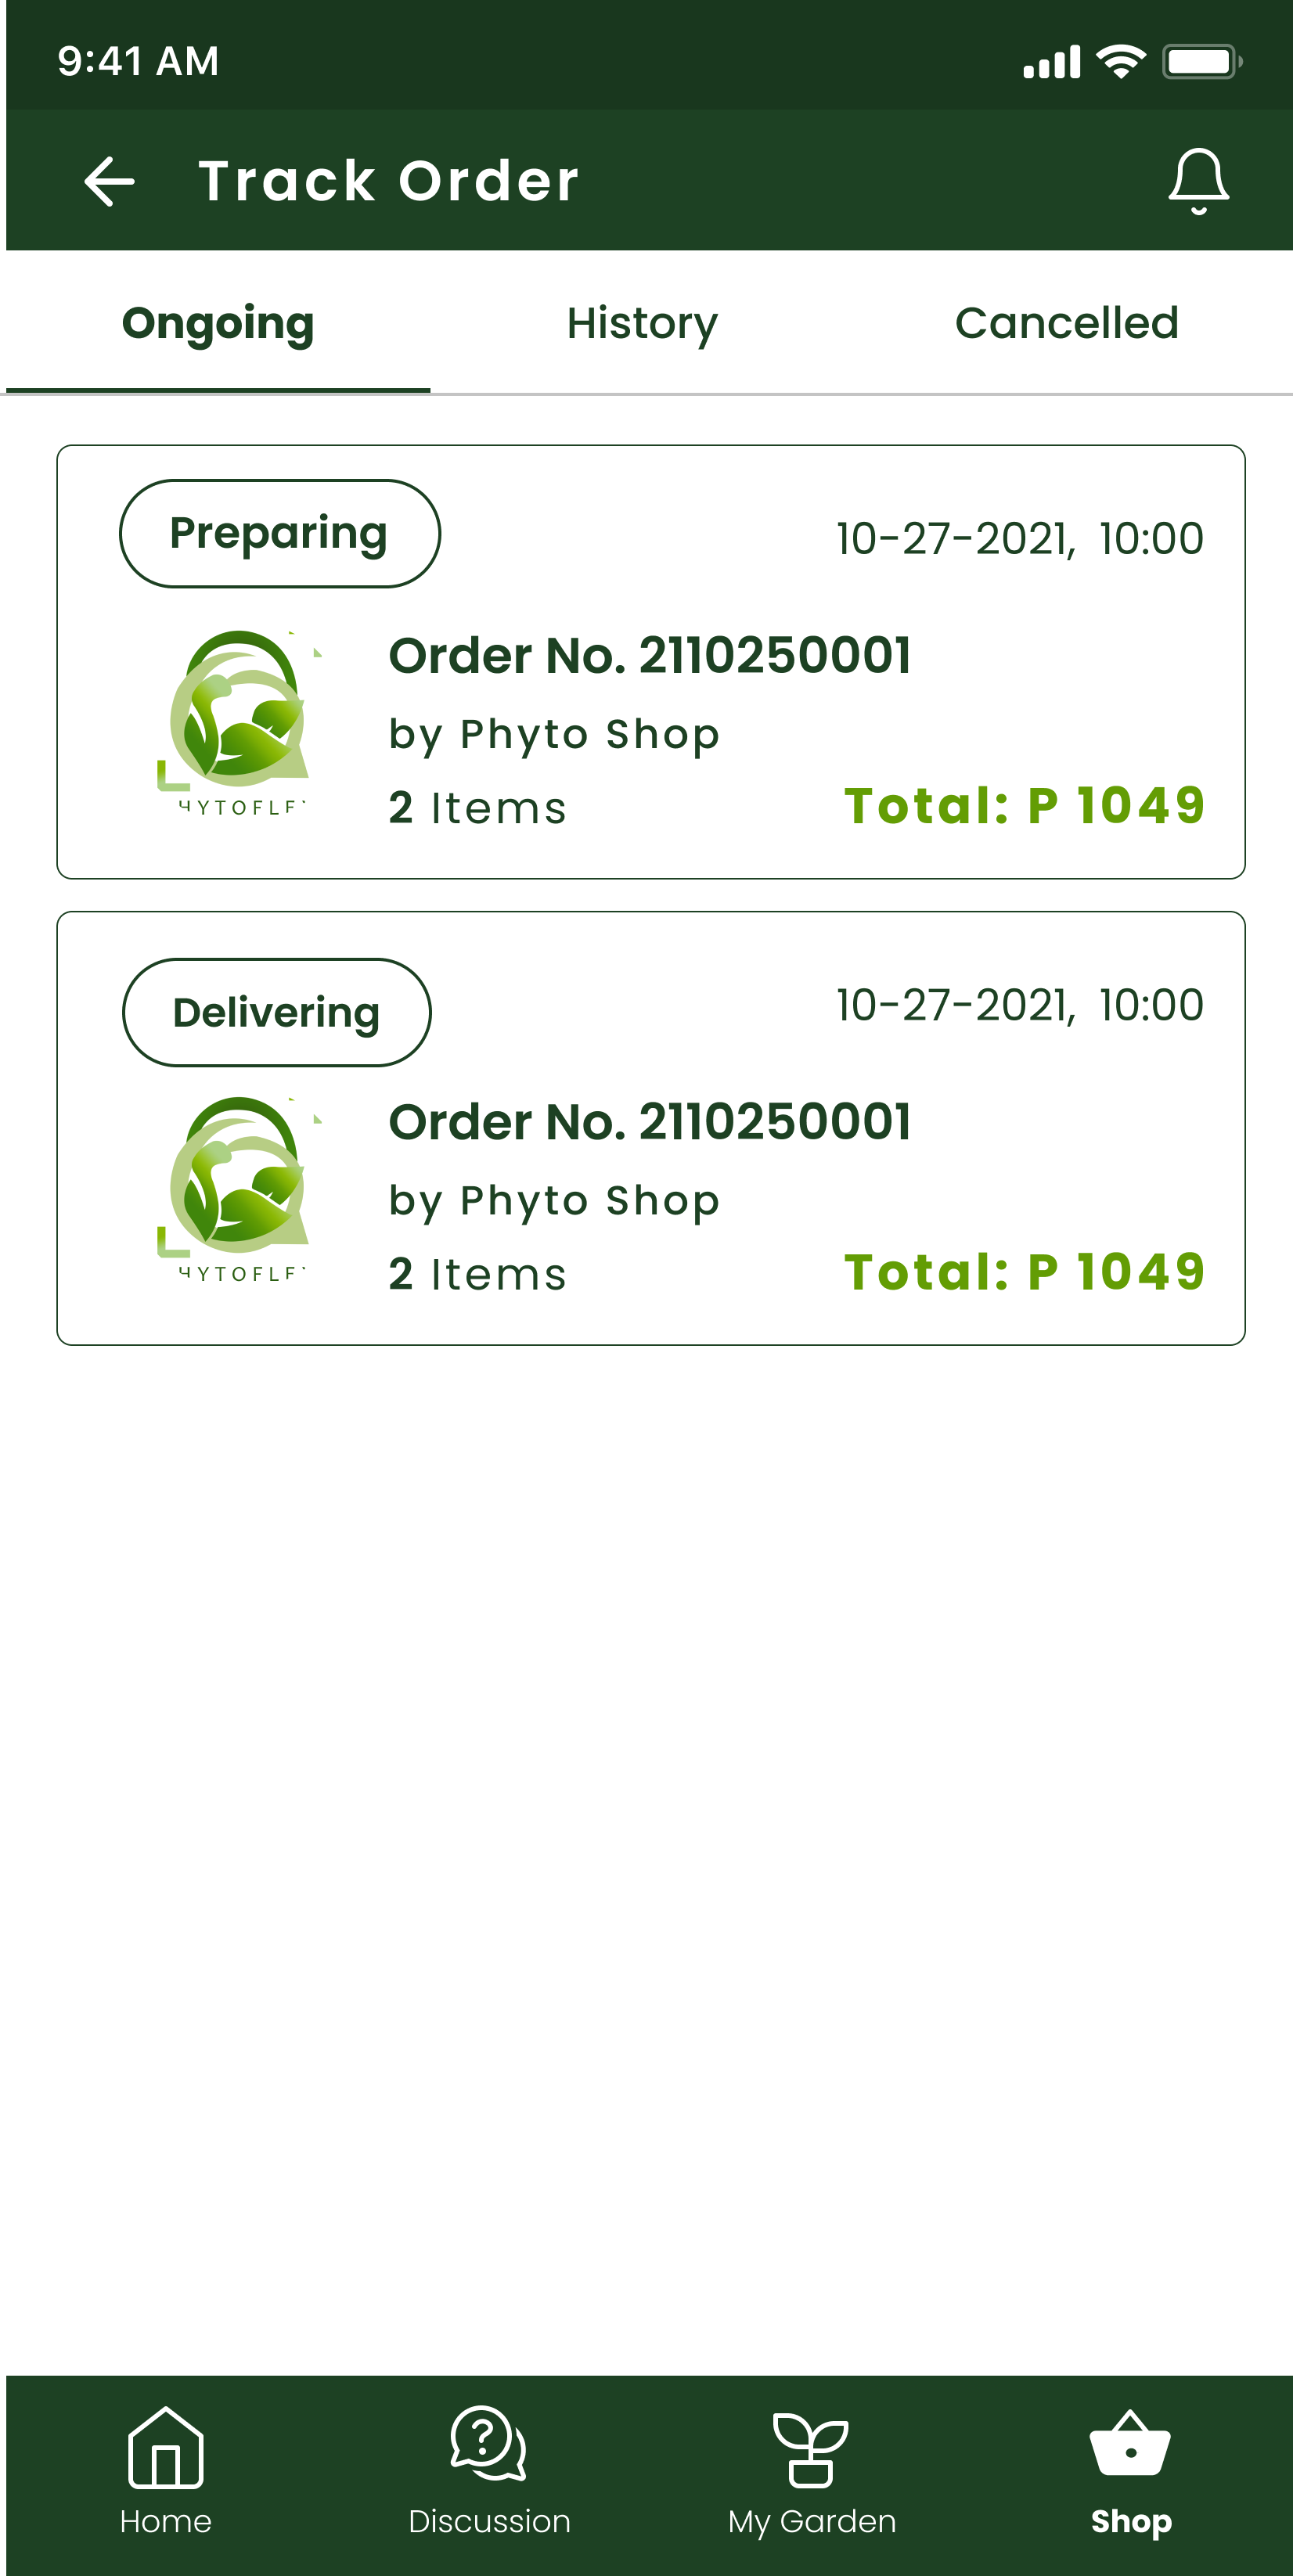 9:41 AM
Track Order
Ongoing History Cancelled
Preparing 10-27-2021, 10:00
Order No. 2110250001
by Phyto Shop
2 Items Total: P 1049
Delivering 10-27-2021, 10:00
Order No. 2110250001
by Phyto Shop
2 Items Total: P 1049
Home Discussion My Garden Shop